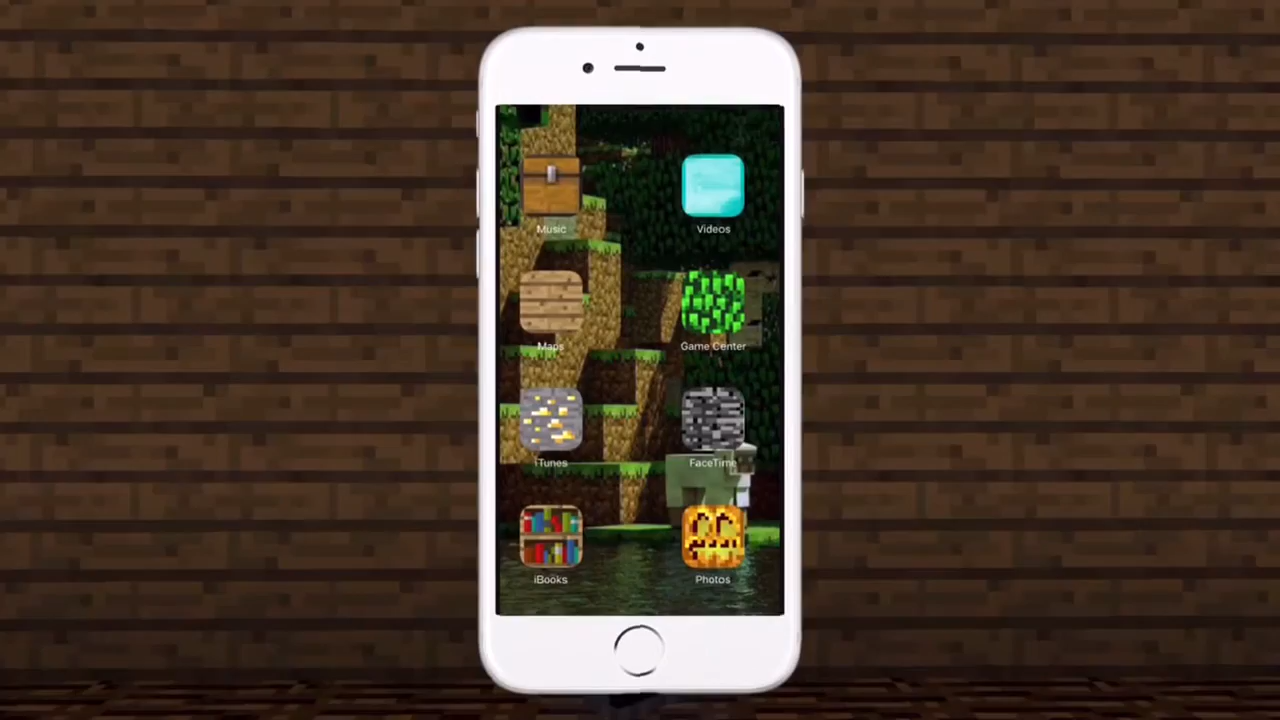 Music
Videos
Maps
Game Center
iTunes
FaceTime
iBooks
Photos